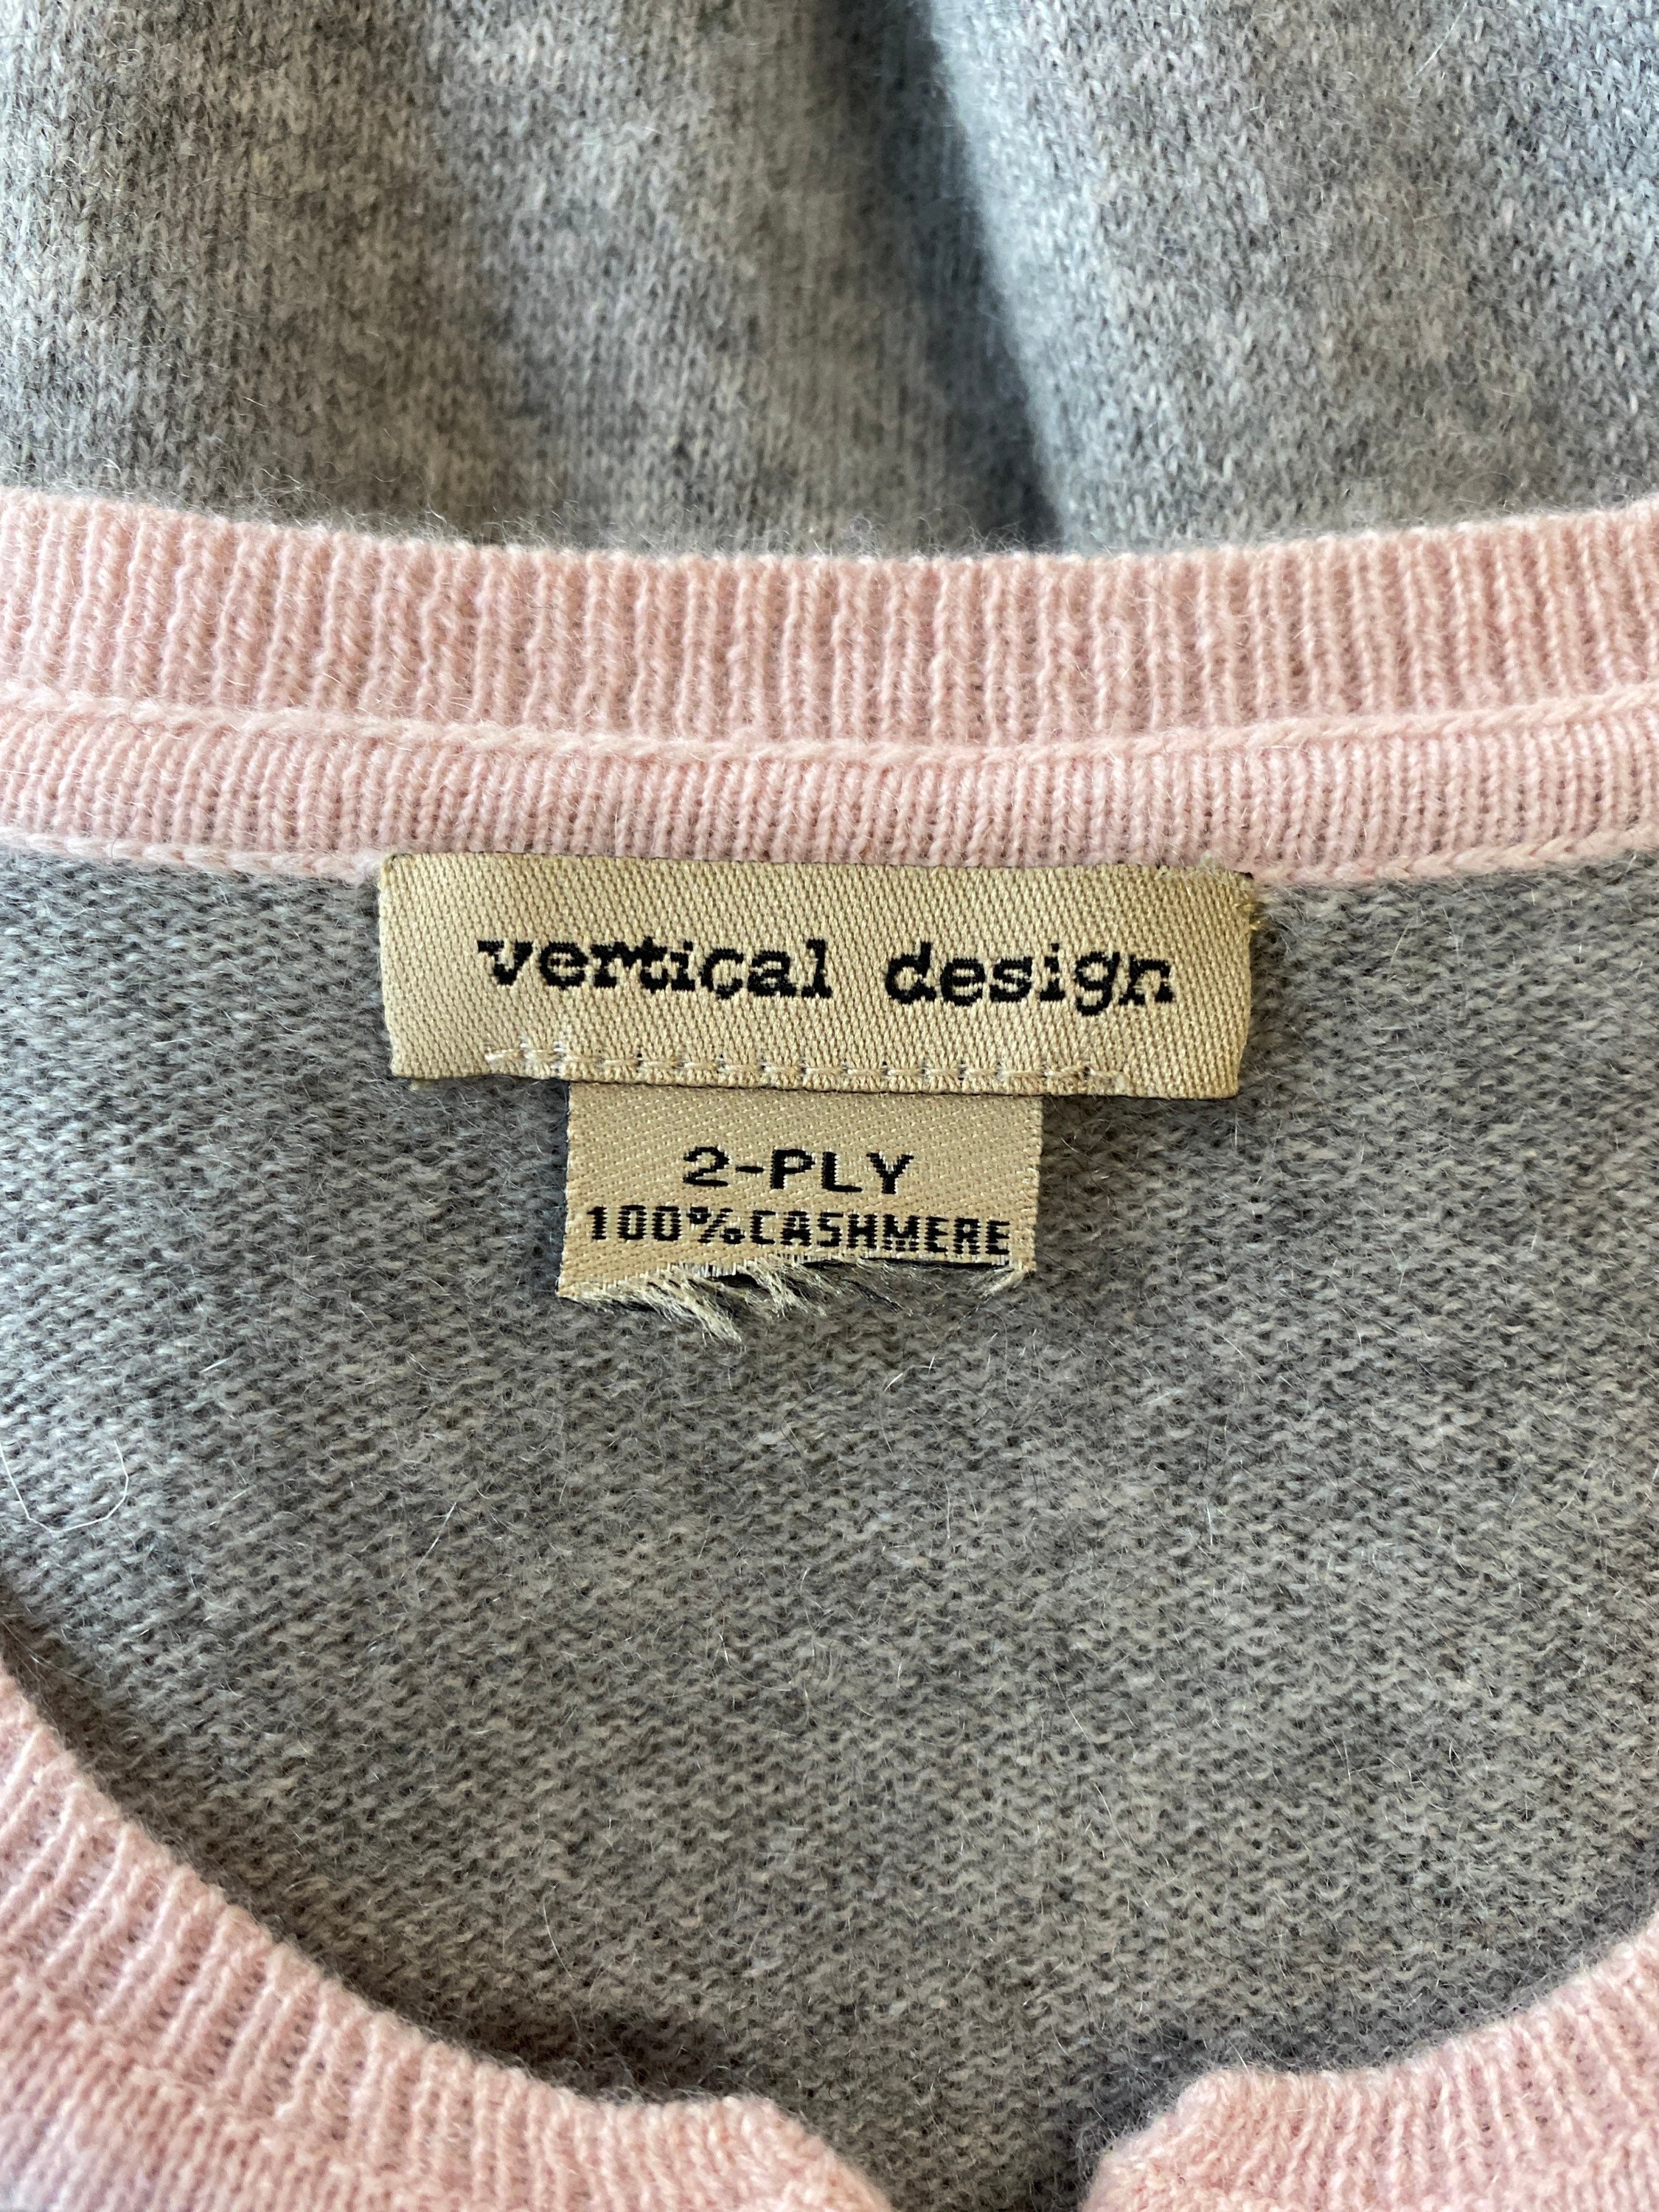 vertical design
2-PLY
100%CASHMERE